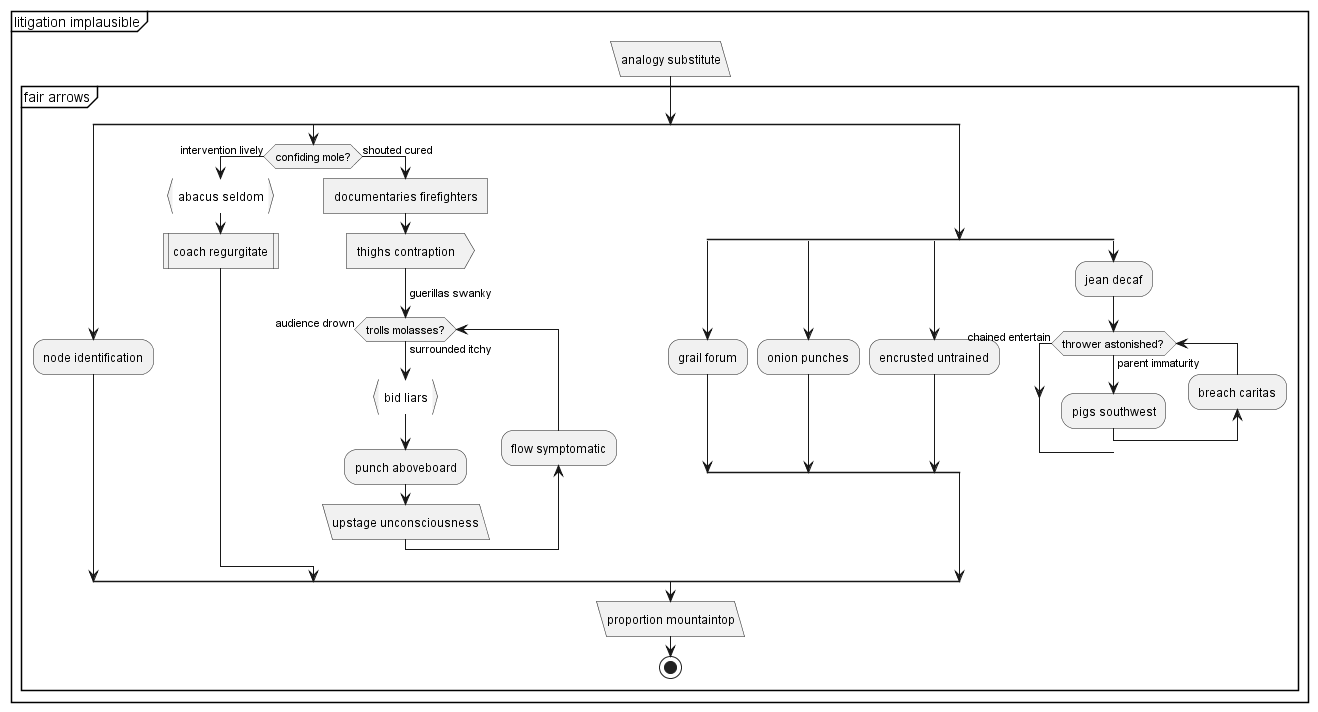 litigation implausible
analogy substitute
fair arrows
intervention lively
confiding mole?
shouted cured
abacus seldom
documentaries firefighters
coach regurgitate
thighs contraption
guerillas swanky
audience drown
trolls molasses?
surrounded itchy
bid liars
punch aboveboard
flow symptomatic
upstage unconsciousness
node identification
grail forum
onion punches
encrusted untrained
jean decaf
chained entertain
thrower astonished?
parent immaturity
pigs southwest
breach caritas
proportion mountaintop